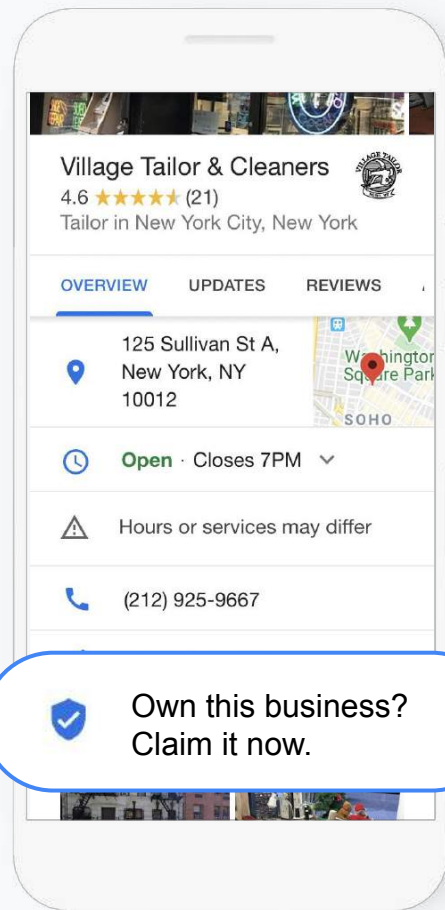 Village Tailor & Cleaners
VILLAGE TAILOR
4.6 ★★★★★ (21)
Tailor in New York City, New York
OVERVIEW UPDATES REVIEWS
125 Sullivan St A,
New York, NY
10012
Washington
Square Park
SOHO
Open · Closes 7PM
Hours or services may differ
(212) 925-9667
Own this business?
Claim it now.